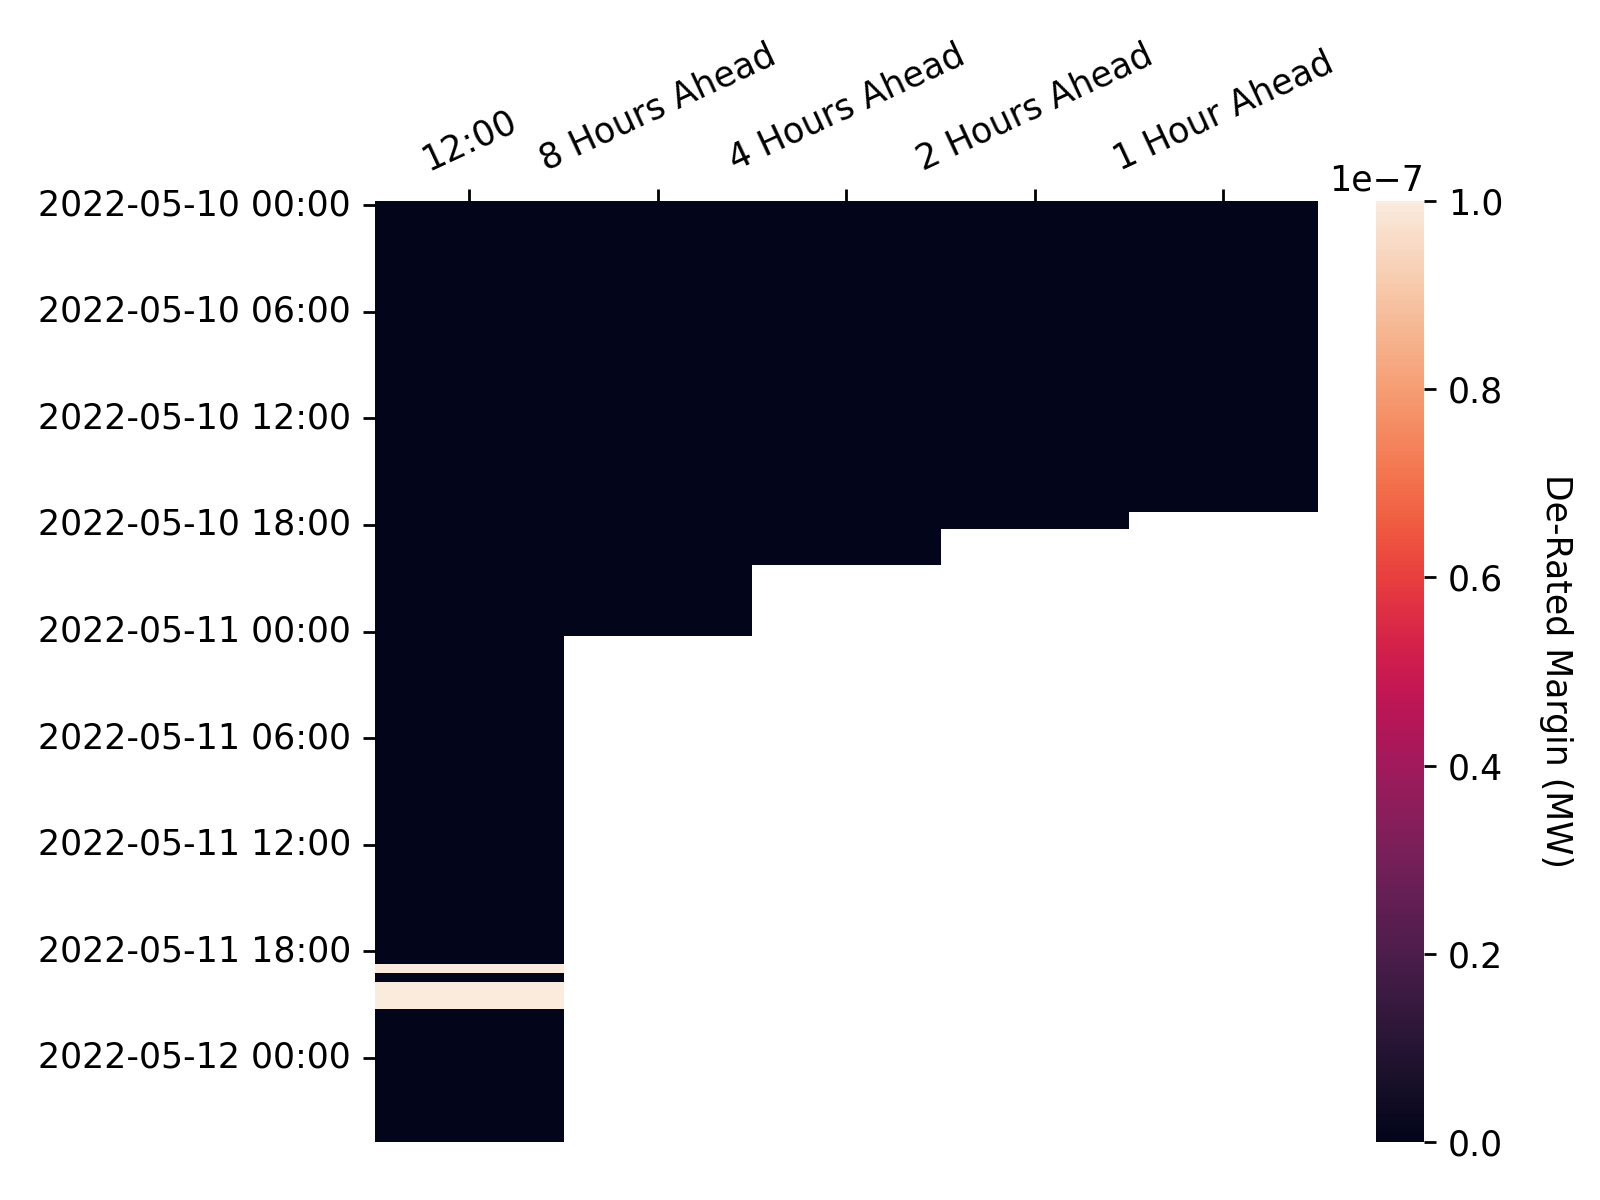 12:00
8 Hours Ahead
4 Hours Ahead
2 Hours Ahead
1 Hour Ahead
2022-05-10 00:00
2022-05-10 06:00
2022-05-10 12:00
2022-05-10 18:00
2022-05-11 00:00
2022-05-11 06:00
2022-05-11 12:00
2022-05-11 18:00
2022-05-12 00:00
1e−7
1.0
0.8
0.6
0.4
0.2
0.0
De-Rated Margin (MW)